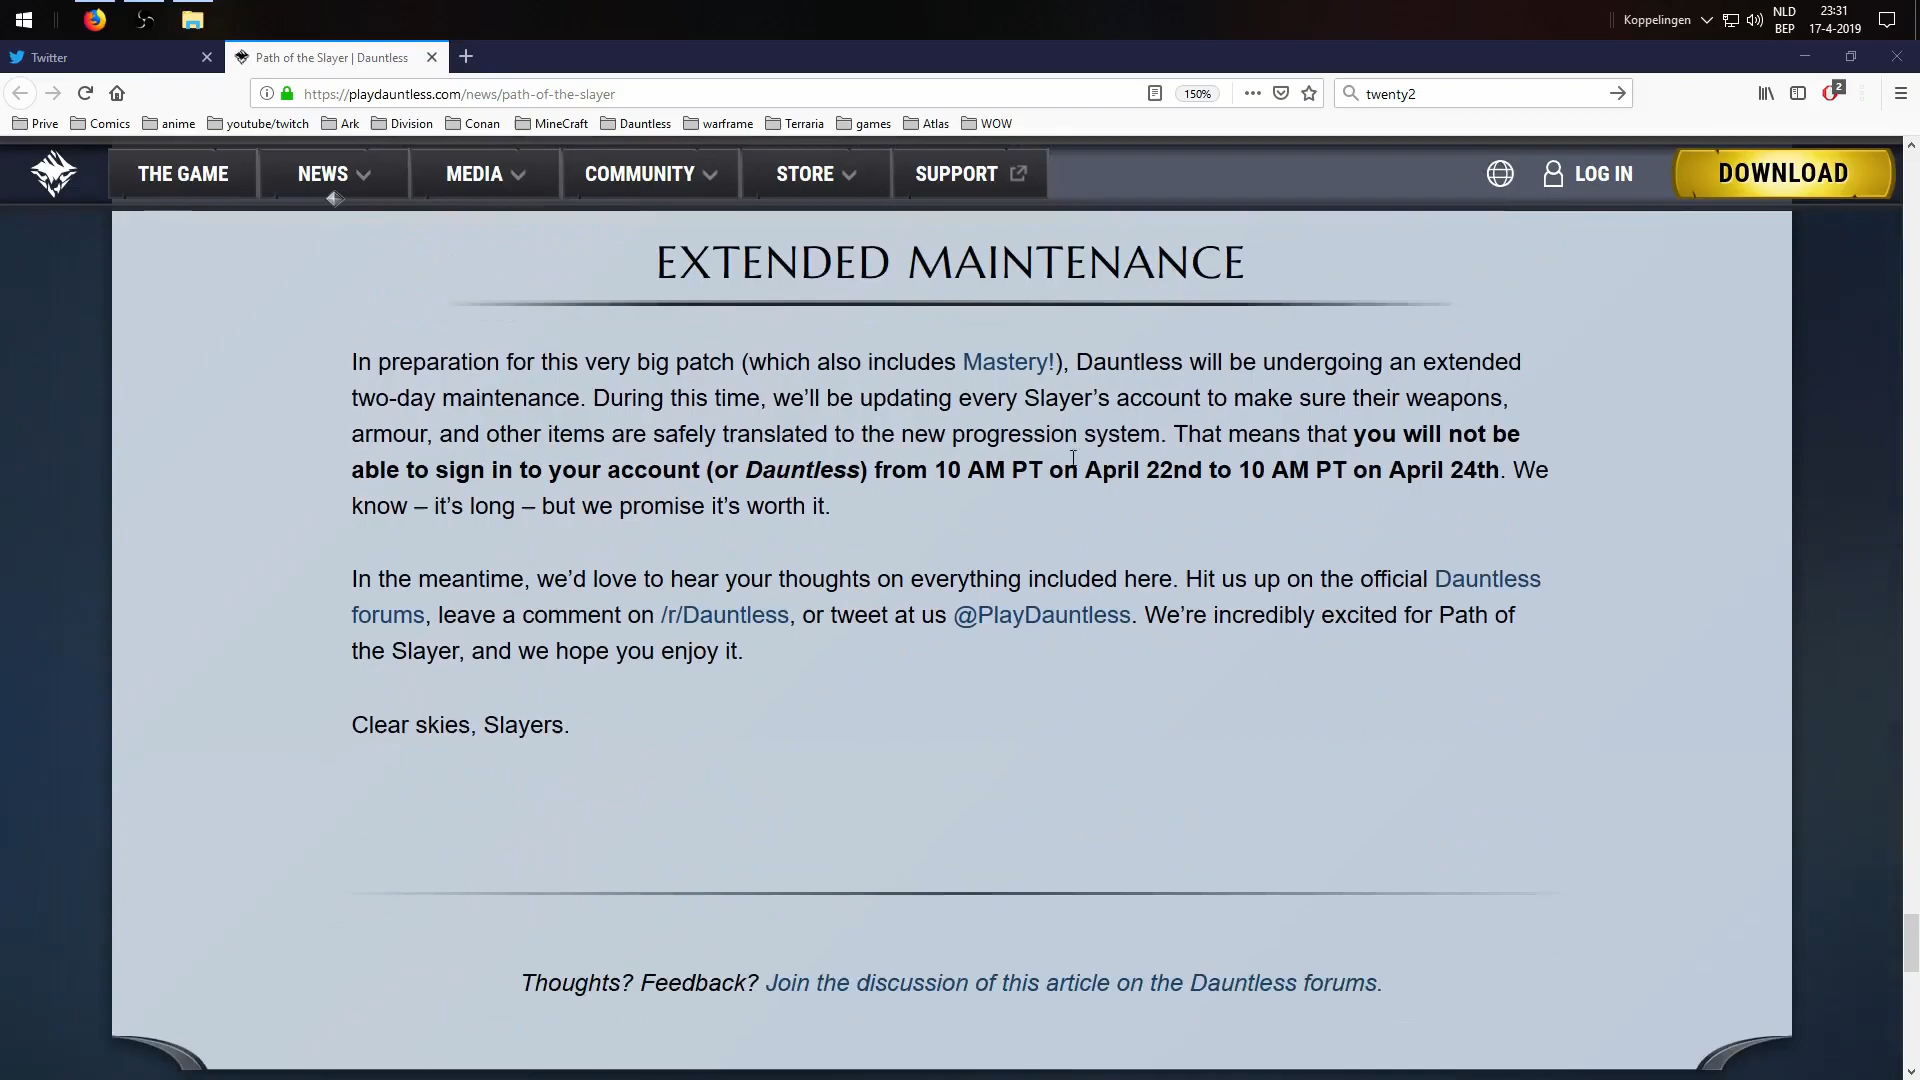 Koppelingen
NLD
BEP
23:31
17-4-2019
Twitter
Path of the Slayer | Dauntless
https://playdauntless.com/news/path-of-the-slayer
150%
twenty2
2
Prive
Comics
anime
youtube/twitch
Ark
Division
Conan
MineCraft
Dauntless
warframe
Terraria
games
Atlas
WOW
THE GAME
NEWS
MEDIA
COMMUNITY
STORE
SUPPORT
LOG IN
DOWNLOAD
EXTENDED MAINTENANCE
In preparation for this very big patch (which also includes Mastery!), Dauntless will be undergoing an extended
two-day maintenance. During this time, we’ll be updating every Slayer’s account to make sure their weapons,
armour, and other items are safely translated to the new progression system. That means that you will not be
able to sign in to your account (or Dauntless) from 10 AM PT on April 22nd to 10 AM PT on April 24th. We
know – it’s long – but we promise it’s worth it.
In the meantime, we’d love to hear your thoughts on everything included here. Hit us up on the official Dauntless
forums, leave a comment on /r/Dauntless, or tweet at us @PlayDauntless. We’re incredibly excited for Path of
the Slayer, and we hope you enjoy it.
Clear skies, Slayers.
Thoughts? Feedback? Join the discussion of this article on the Dauntless forums.